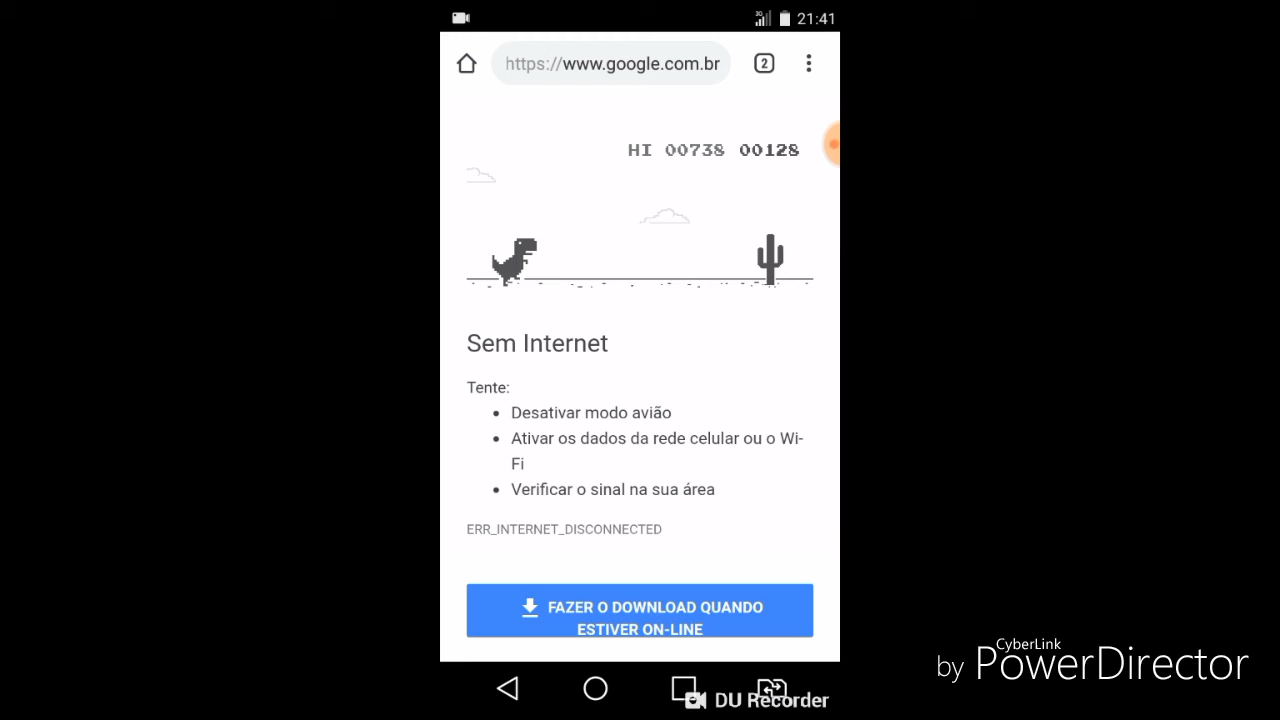 3G 21:41
https://www.google.com.br 2
HI 00738 00128
Sem Internet
Tente:
Desativar modo avião
Ativar os dados da rede celular ou o Wi-
Fi
Verificar o sinal na sua área
ERR_INTERNET_DISCONNECTED
FAZER O DOWNLOAD QUANDO
ESTIVER ON-LINE
CyberLink
by PowerDirector
DU Recorder